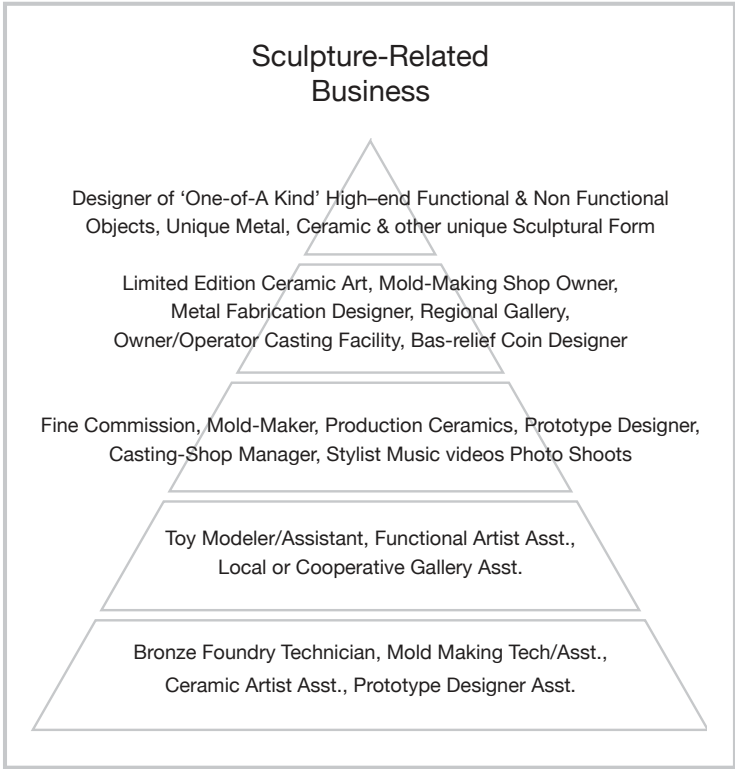 Sculpture-Related
Business
Designer of ‘One-of-A Kind’ High–end Functional & Non Functional
Objects, Unique Metal, Ceramic & other unique Sculptural Form
Limited Edition Ceramic Art, Mold-Making Shop Owner,
Metal Fabrication Designer, Regional Gallery,
Owner/Operator Casting Facility, Bas-relief Coin Designer
Fine Commission, Mold-Maker, Production Ceramics, Prototype Designer,
Casting-Shop Manager, Stylist Music videos Photo Shoots
Toy Modeler/Assistant, Functional Artist Asst.,
Local or Cooperative Gallery Asst.
Bronze Foundry Technician, Mold Making Tech/Asst.,
Ceramic Artist Asst., Prototype Designer Asst.